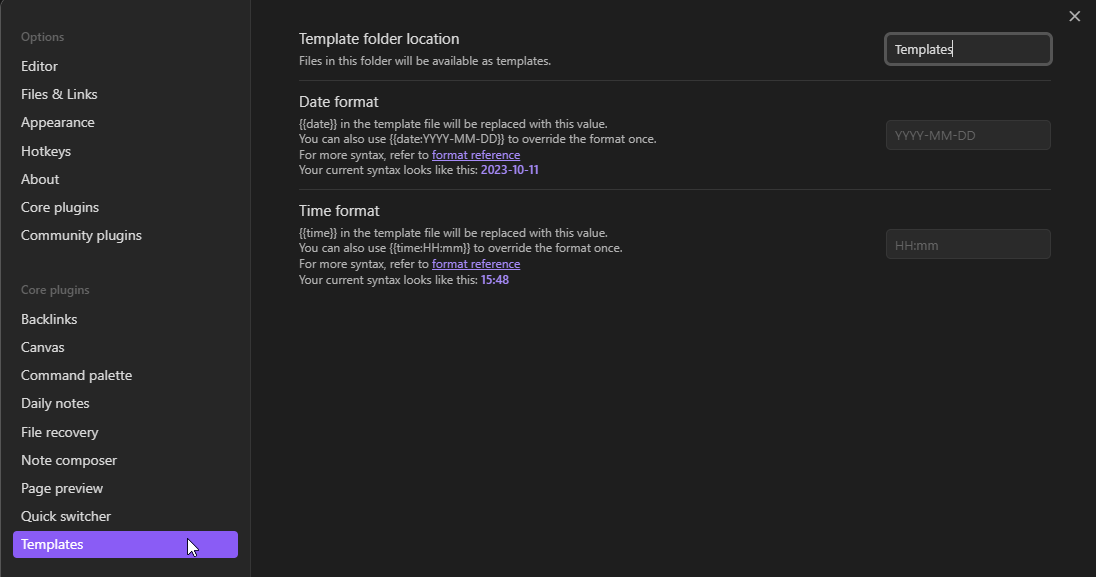 Options
Editor
Files & Links
Appearance
Hotkeys
About
Core plugins
Community plugins
Core plugins
Backlinks
Canvas
Command palette
Daily notes
File recovery
Note composer
Page preview
Quick switcher
Templates
Template folder location
Files in this folder will be available as templates.
Templates
Date format
{{date}} in the template file will be replaced with this value.
You can also use {{date:YYYY-MM-DD}} to override the format once.
For more syntax, refer to format reference
Your current syntax looks like this: 2023-10-11
YYYY-MM-DD
Time format
{{time}} in the template file will be replaced with this value.
You can also use {{time:HH:mm}} to override the format once.
For more syntax, refer to format reference
Your current syntax looks like this: 15:48
HH:mm